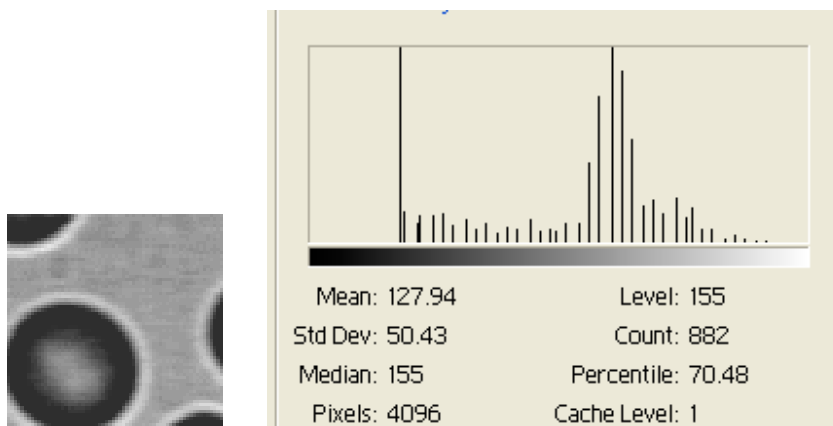 Mean: 127.94 Level: 155
Std Dev: 50.43 Count: 882
Median: 155 Percentile: 70.48
Pixels: 4096 Cache Level: 1